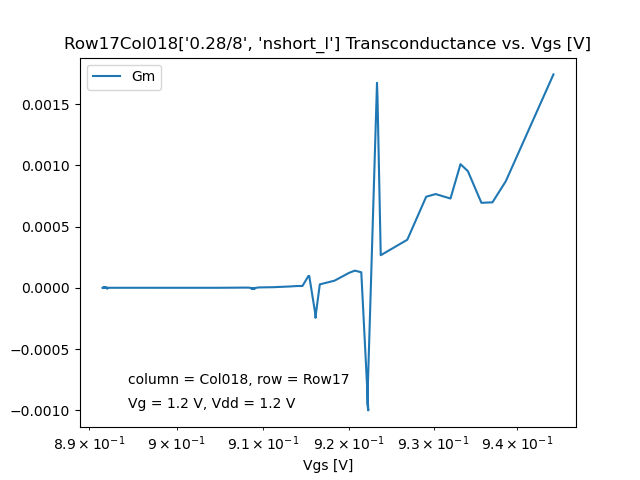 Row17Col018['0.28/8', 'nshort_l'] Transconductance vs. Vgs [V]
Gm
0.0015
0.0010
0.0005
0.0000
−0.0005
−0.0010
column = Col018, row = Row17
Vg = 1.2 V, Vdd = 1.2 V
8.9 × 10⁻¹ 9 × 10⁻¹ 9.1 × 10⁻¹ 9.2 × 10⁻¹ 9.3 × 10⁻¹ 9.4 × 10⁻¹
Vgs [V]